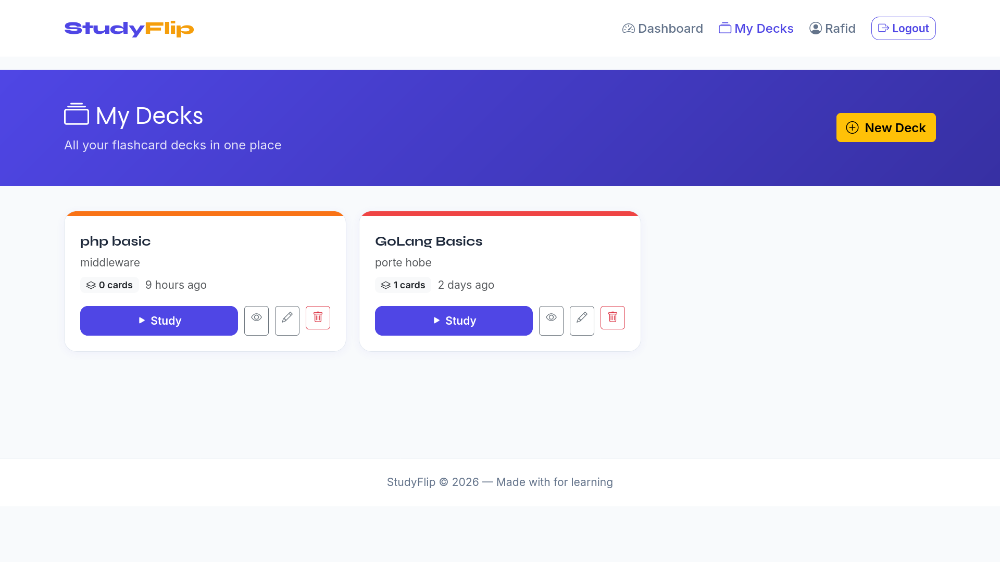 StudyFlip
Dashboard
My Decks
Rafid
Logout
My Decks
All your flashcard decks in one place
New Deck
php basic
middleware
0 cards 9 hours ago
Study
GoLang Basics
porte hobe
1 cards 2 days ago
Study
StudyFlip © 2026 — Made with for learning